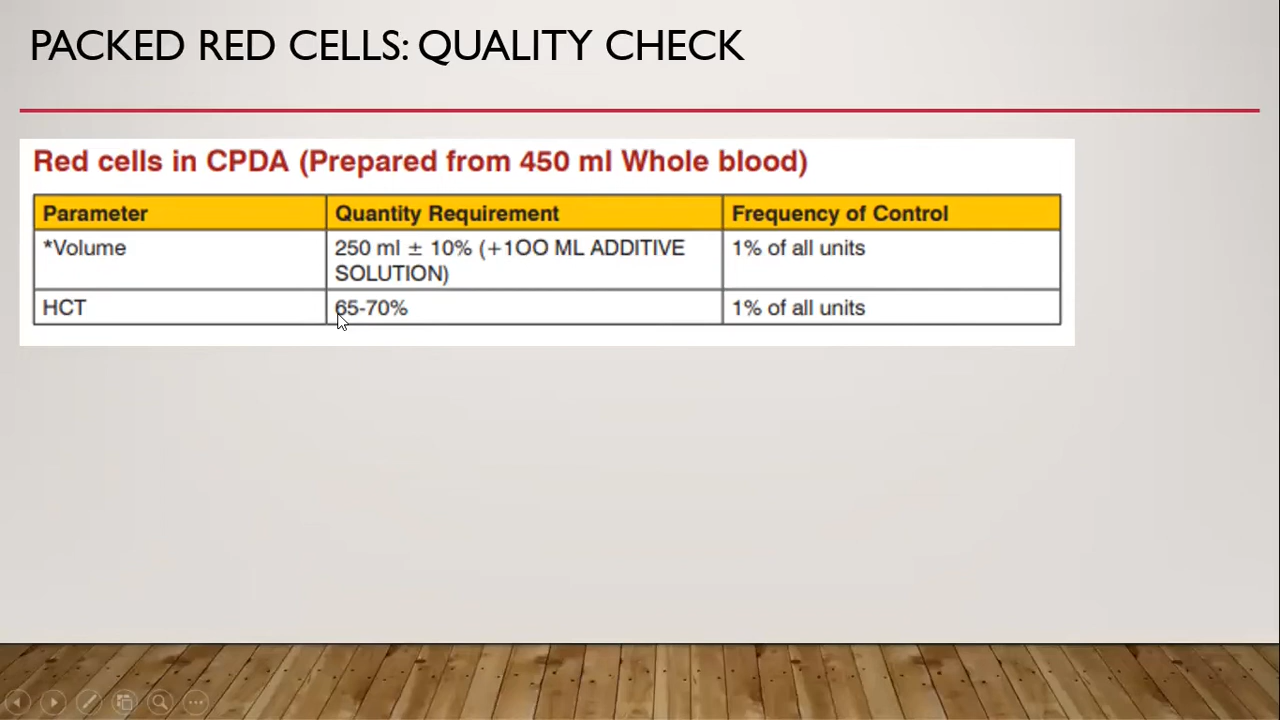 PACKED RED CELLS: QUALITY CHECK
Red cells in CPDA (Prepared from 450 ml Whole blood)
Parameter Quantity Requirement Frequency of Control
*Volume 250 ml ± 10% (+1OO ML ADDITIVE SOLUTION) 1% of all units
HCT 65-70% 1% of all units